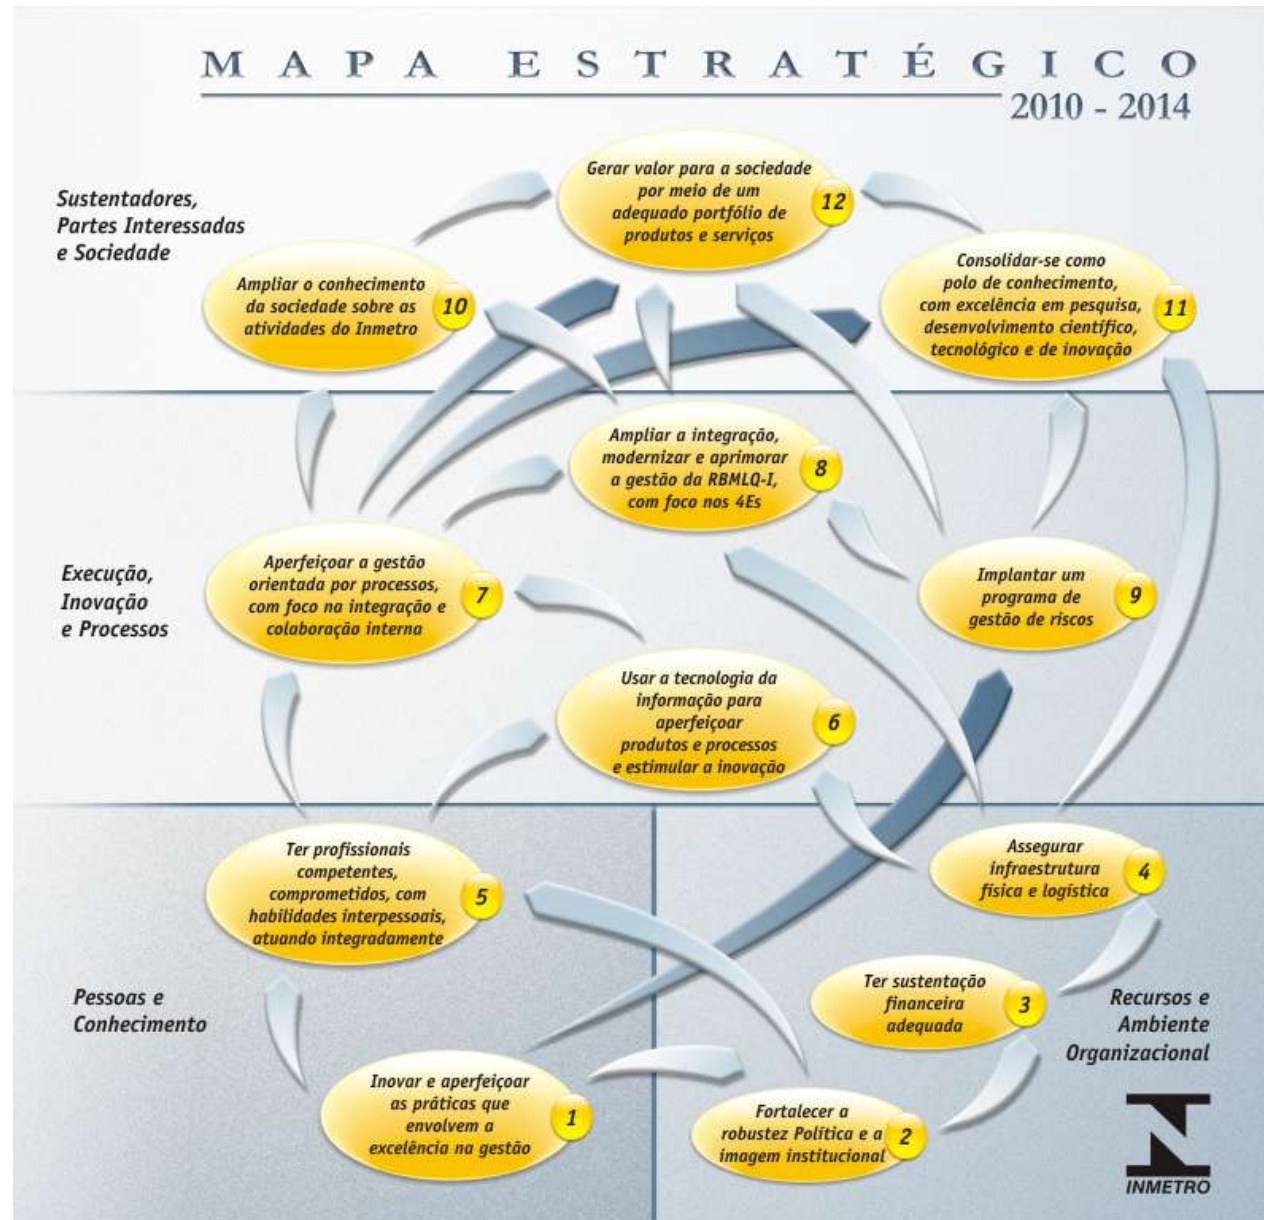 MAPA ESTRATÉGICO
2010 - 2014
Sustentadores,
Partes Interessadas
e Sociedade
Gerar valor para a sociedade
por meio de um
adequado portfólio de
produtos e serviços
12
Ampliar o conhecimento
da sociedade sobre as
atividades do Inmetro
10
Consolidar-se como
polo de conhecimento,
com excelência em pesquisa,
desenvolvimento científico,
tecnológico e de inovação
11
Execução,
Inovação
e Processos
Ampliar a integração,
modernizar e aprimorar
a gestão da RBMLQ-I,
com foco nos 4Es
8
Aperfeiçoar a gestão
orientada por processos,
com foco na integração e
colaboração interna
7
Implantar um
programa de
gestão de riscos
9
Usar a tecnologia da
informação para
aperfeiçoar
produtos e processos
e estimular a inovação
6
Ter profissionais
competentes,
comprometidos, com
habilidades interpessoais,
atuando integradamente
5
Assegurar
infraestrutura
física e logística
4
Pessoas e
Conhecimento
Ter sustentação
financeira
adequada
3
Recursos e
Ambiente
Organizacional
Inovar e aperfeiçoar
as práticas que
envolvem a
excelência na gestão
1
Fortalecer a
robustez Política e a
imagem institucional
2
INMETRO